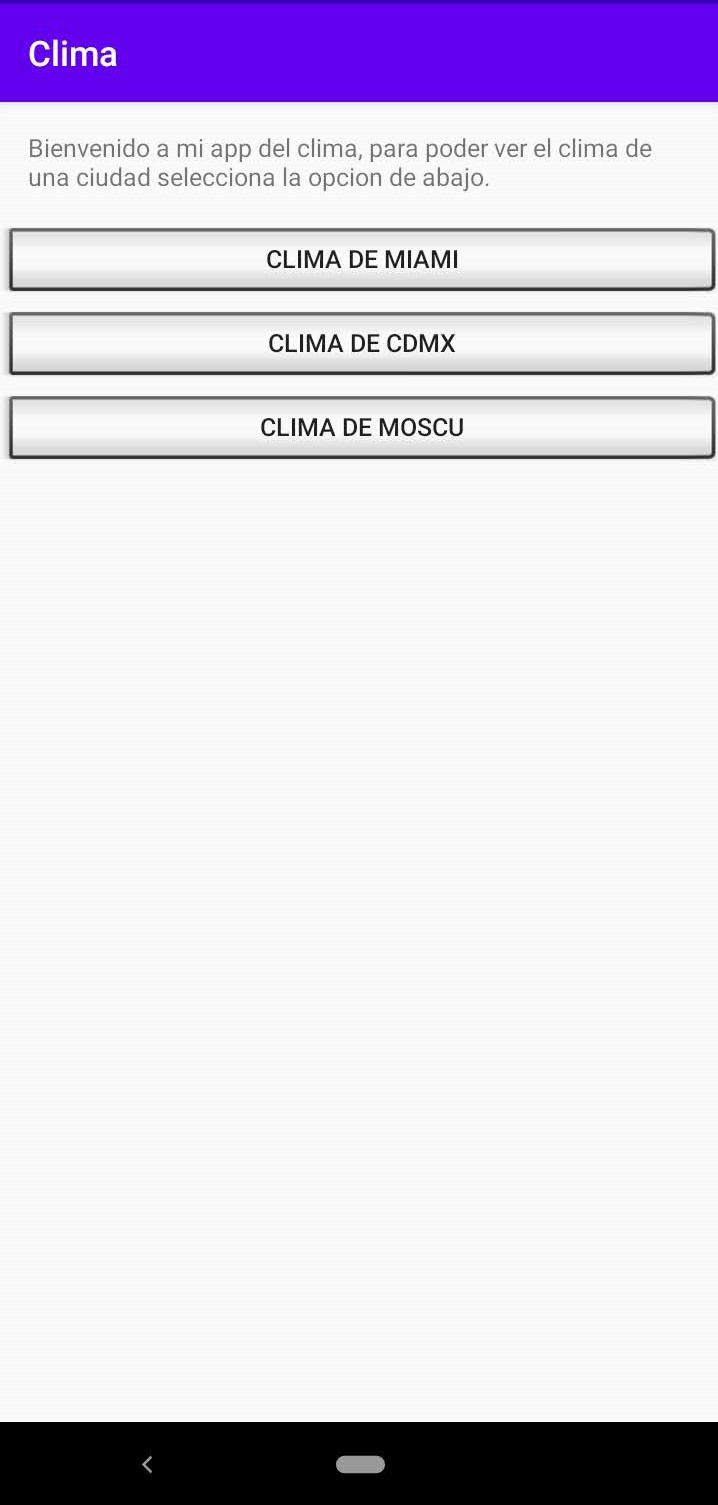 Clima
Bienvenido a mi app del clima, para poder ver el clima de
una ciudad selecciona la opcion de abajo.
CLIMA DE MIAMI
CLIMA DE CDMX
CLIMA DE MOSCU